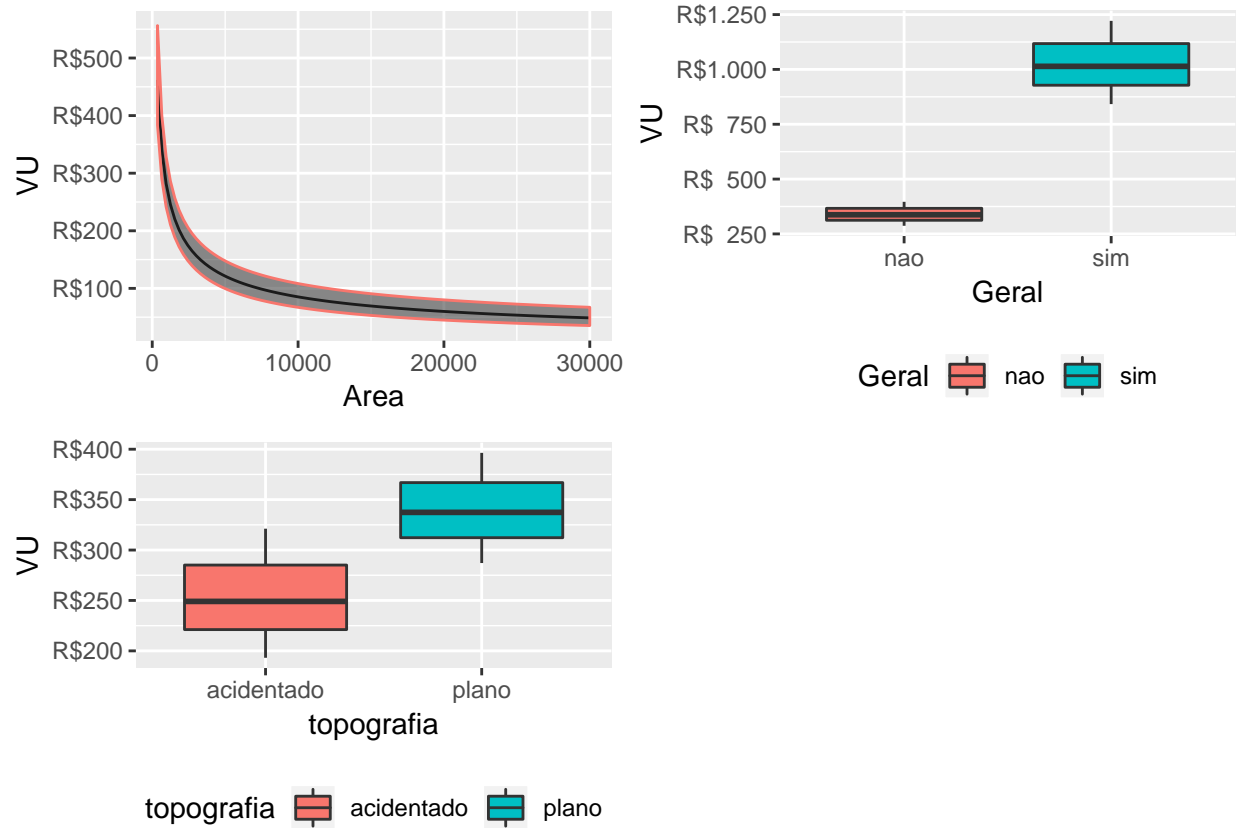 VU
R$500
R$400
R$300
R$200
R$100
0 10000 20000 30000
Area
VU
R$1.250
R$1.000
R$ 750
R$ 500
R$ 250
nao sim
Geral
Geral nao sim
VU
R$400
R$350
R$300
R$250
R$200
acidentado plano
topografia
topografia acidentado plano